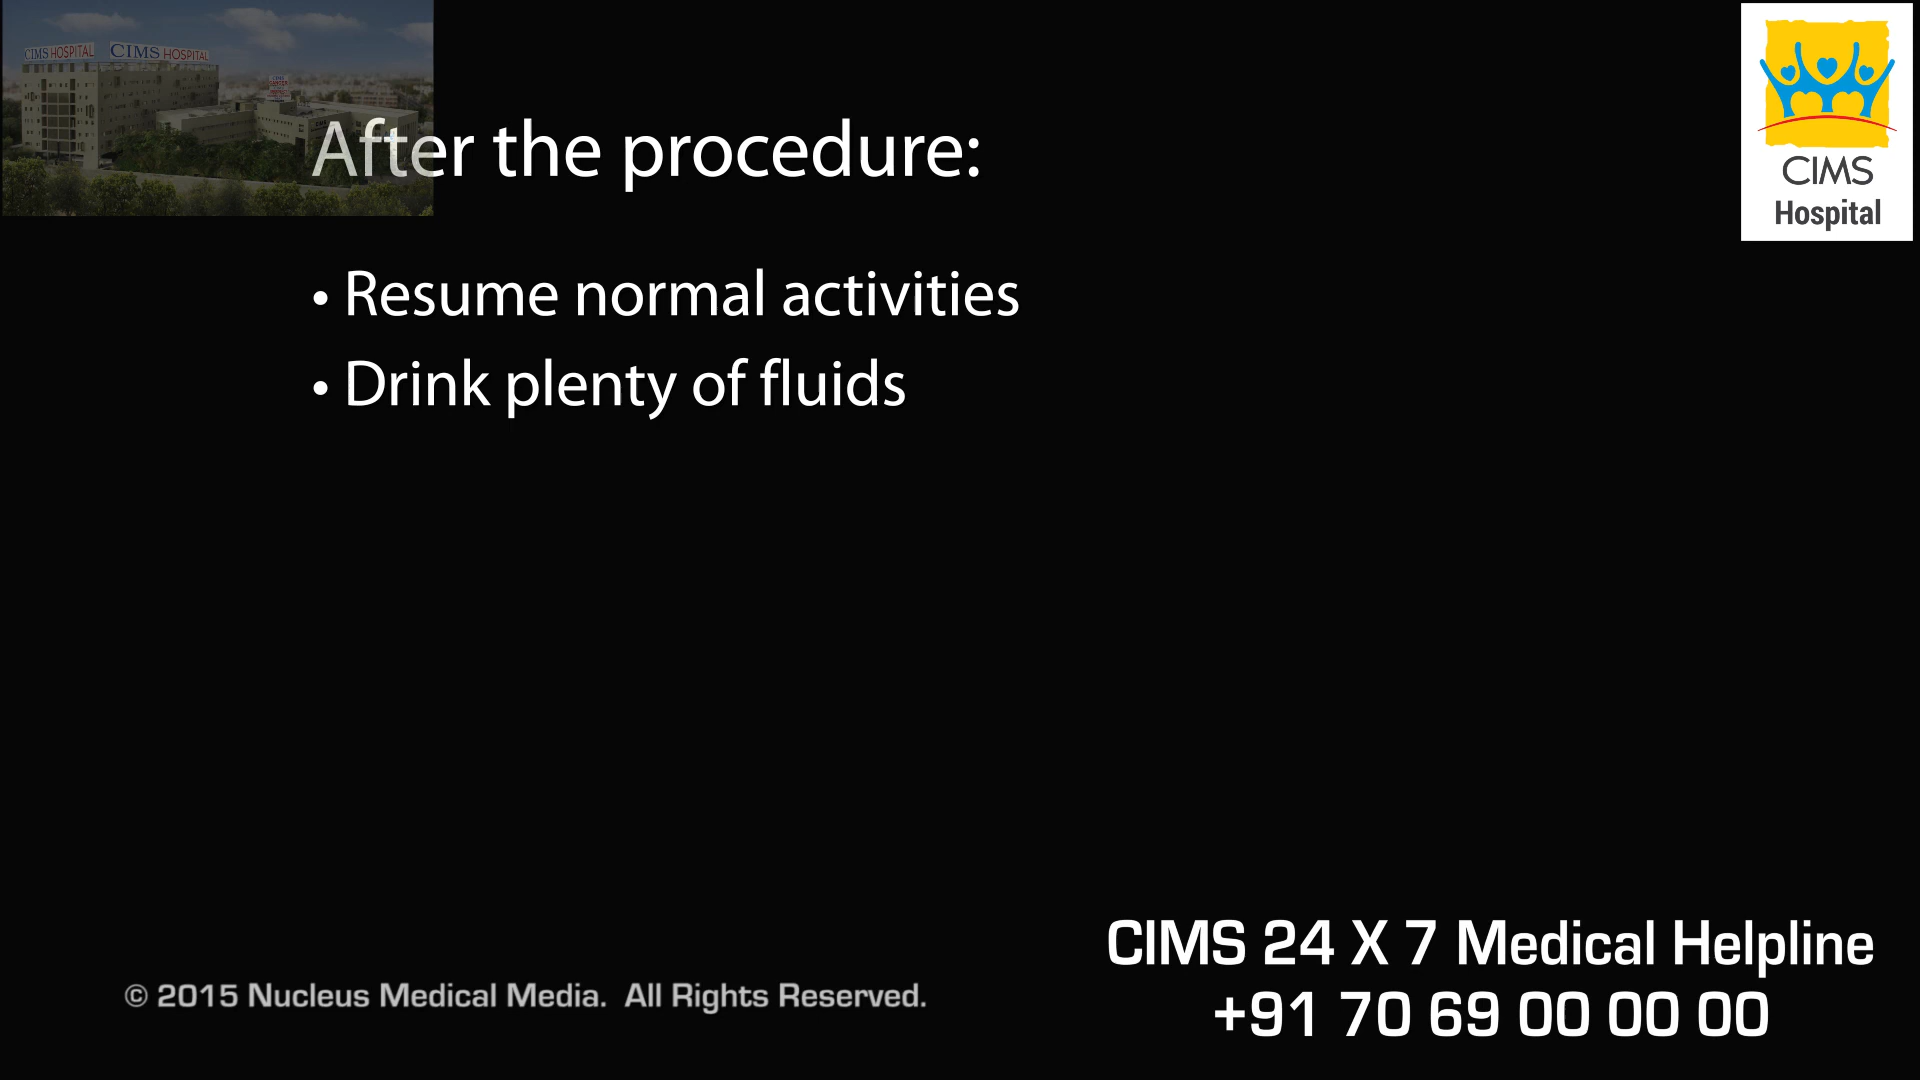 CIMS HOSPITAL CIMS HOSPITAL
After the procedure:
• Resume normal activities
• Drink plenty of fluids
CIMS
Hospital
CIMS 24 X 7 Medical Helpline
+91 70 69 00 00 00
© 2015 Nucleus Medical Media. All Rights Reserved.